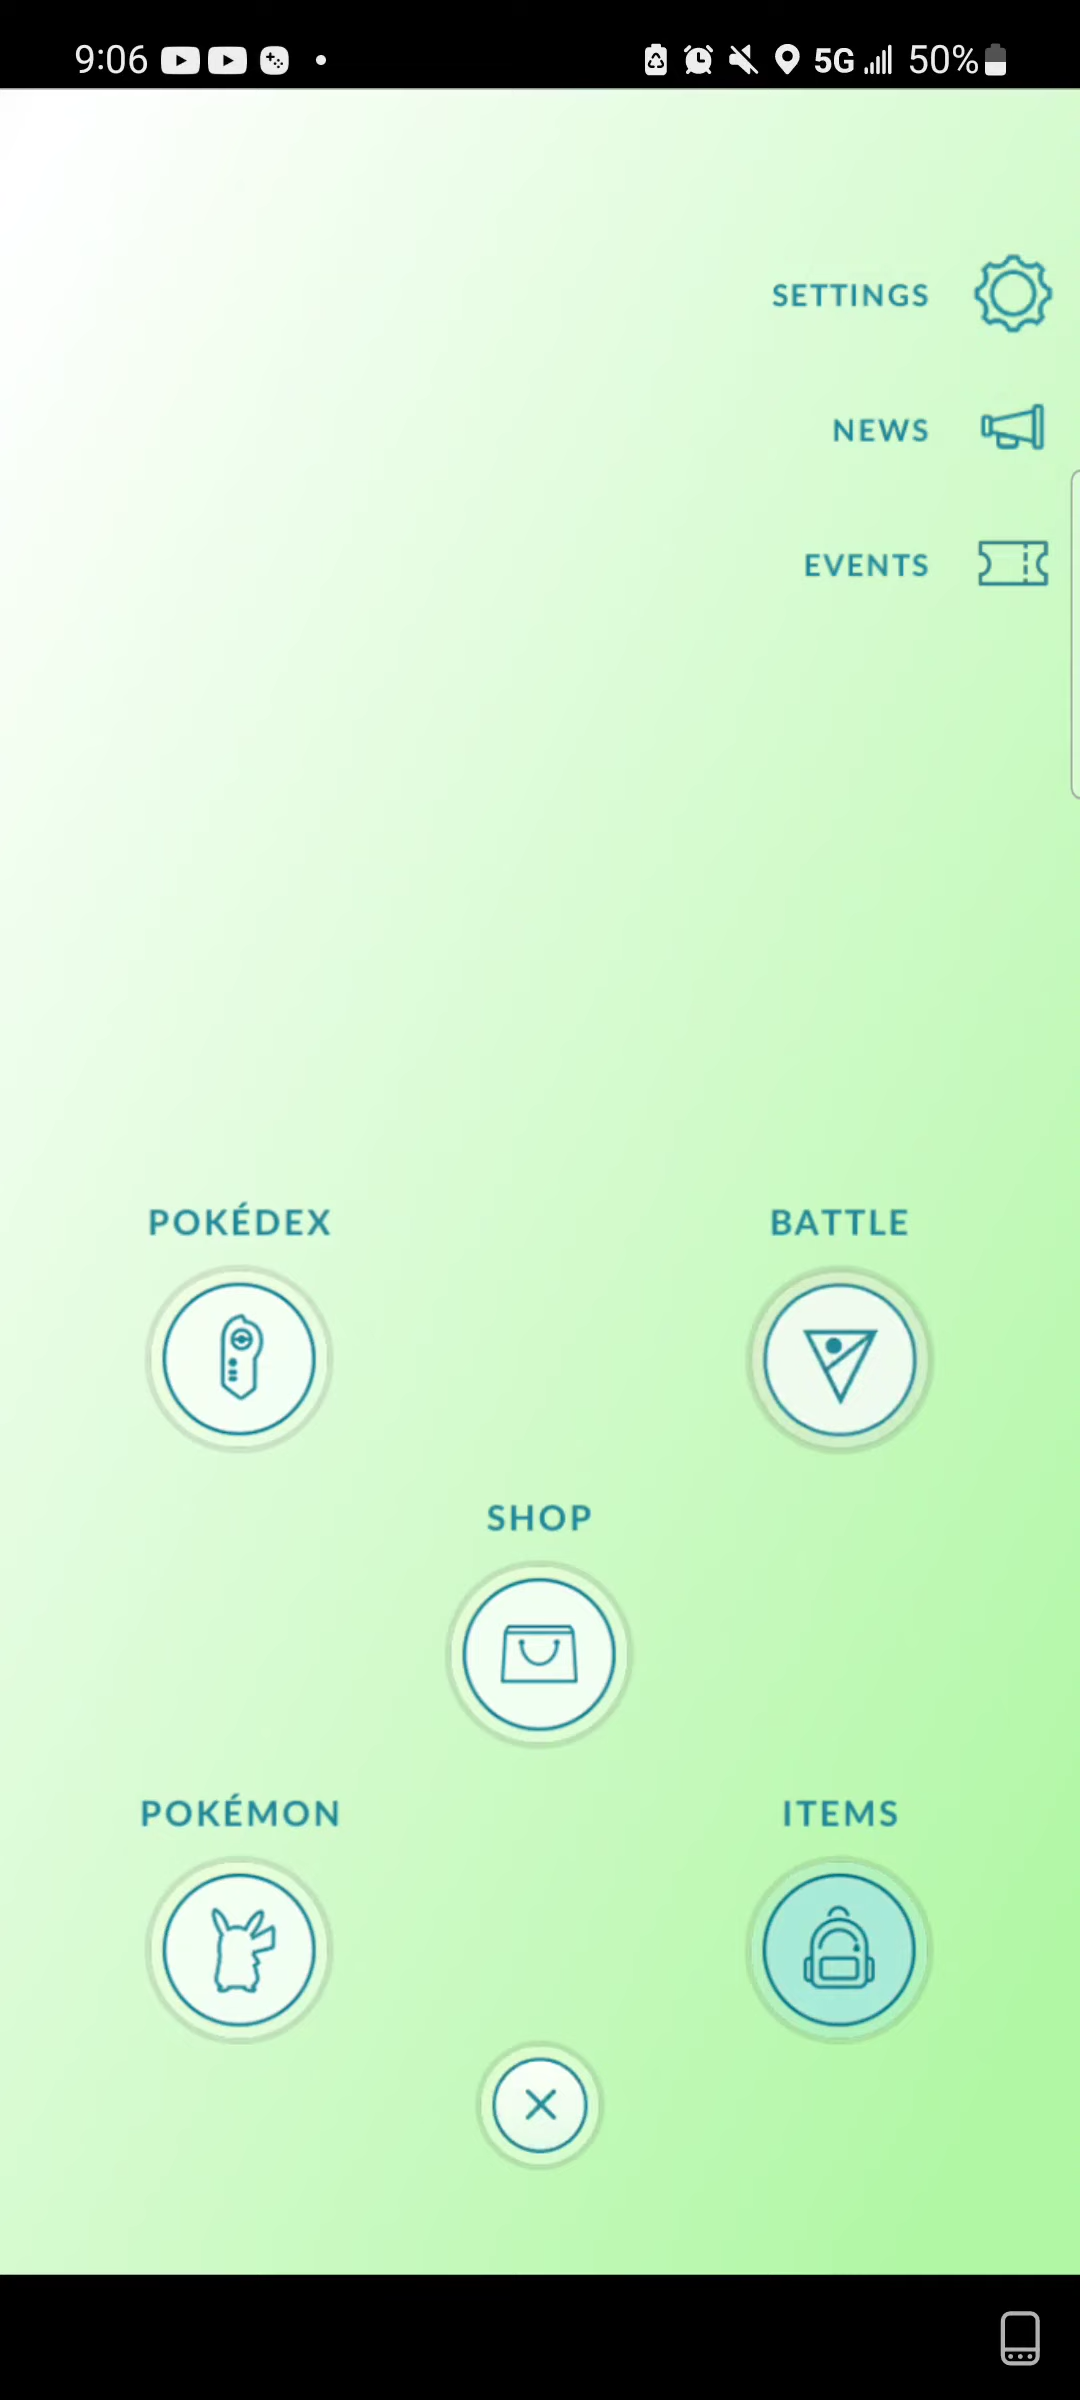 9:06 5G 50%
SETTINGS
NEWS
EVENTS
POKÉDEX BATTLE
SHOP
POKÉMON ITEMS